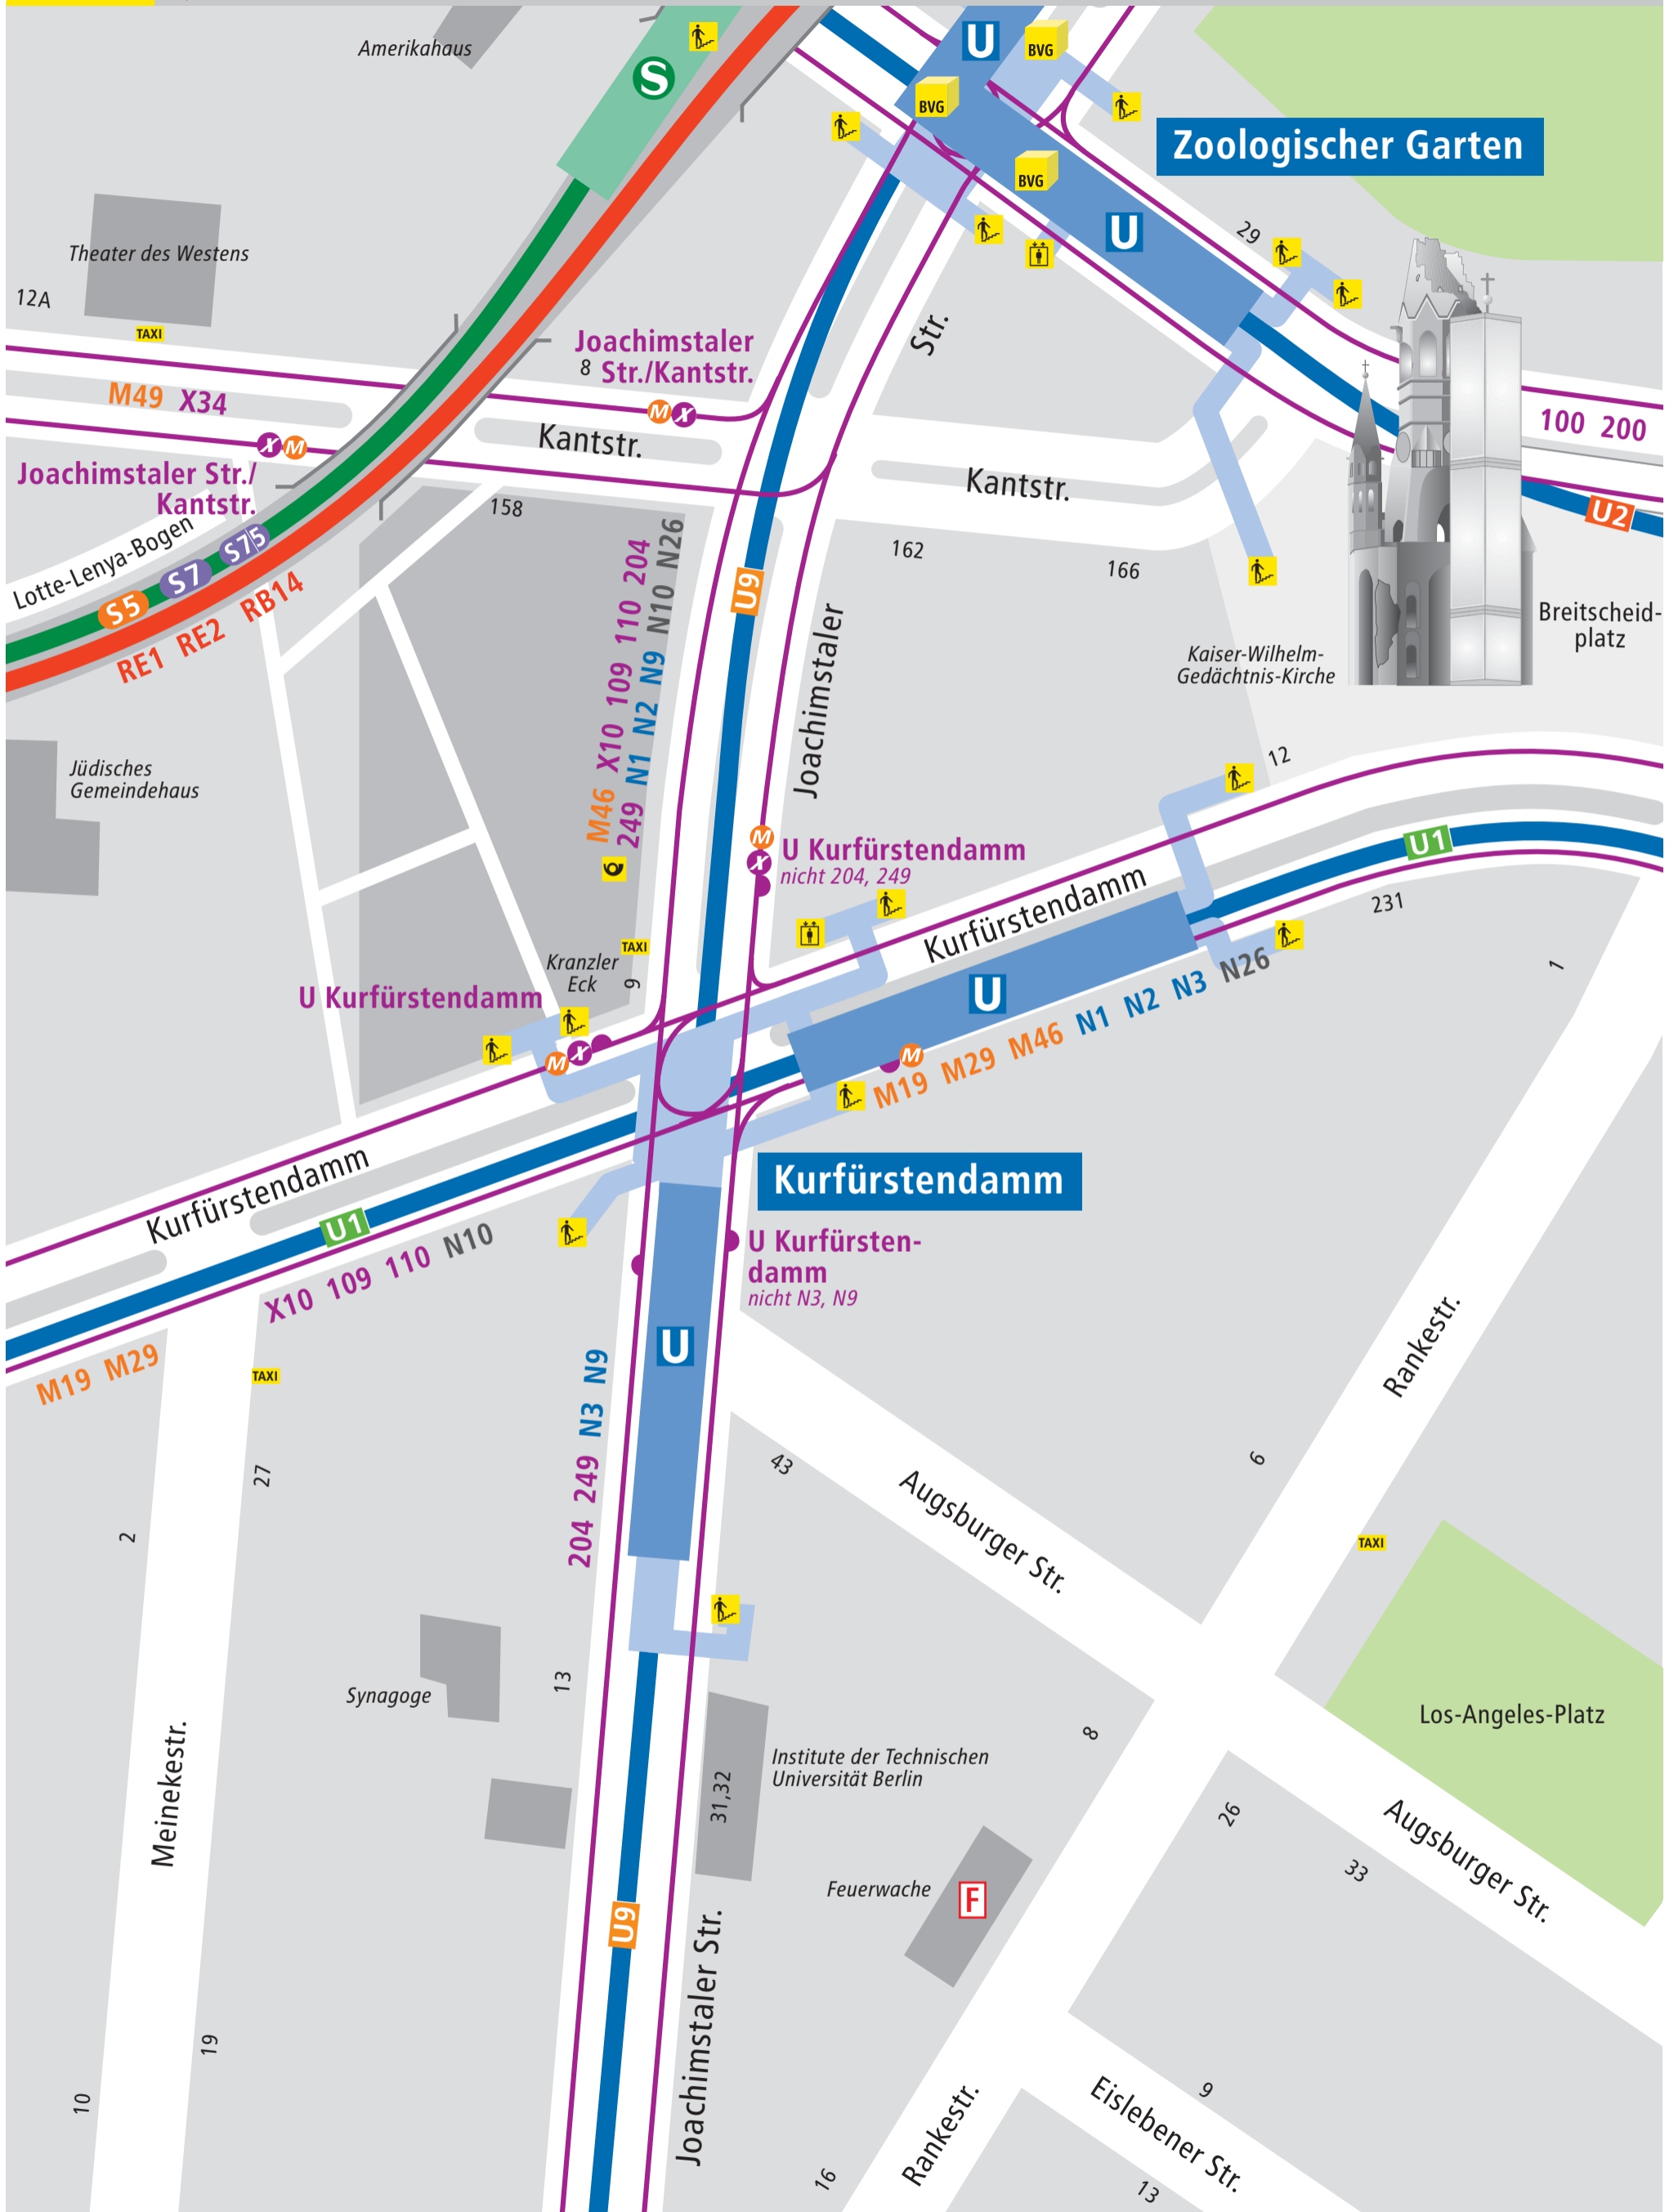 Amerikahaus
S
U
BVG
BVG
BVG
Zoologischer Garten
U
29
Theater des Westens
12A
TAXI
Joachimstaler
8 Str./Kantstr.
M X
Str.
M49 X34
100 200
Kantstr.
X M
Joachimstaler Str./
Kantstr.
Kantstr.
158
U2
Lotte-Lenya-Bogen
S5 S7 S75
RE1 RE2 RB14
162
166
U9
M46 X10 109 110 204
249 N1 N2 N9 N10 N26
Joachimstaler
Breitscheid-
platz
Kaiser-Wilhelm-
Gedächtnis-Kirche
Jüdisches
Gemeindehaus
12
M
X
U Kurfürstendamm
nicht 204, 249
U1
Kurfürstendamm
231
TAXI
Kranzler
Eck
9
U Kurfürstendamm
M X
U
1
M
M19 M29 M46 N1 N2 N3 N26
Kurfürstendamm
Kurfürstendamm
U1
X10 109 110 N10
U Kurfürsten-
damm
nicht N3, N9
M19 M29
TAXI
U
204 249 N3 N9
Rankestr.
43
6
27
2
Augsburger Str.
TAXI
13
Synagoge
Los-Angeles-Platz
8
Meinekestr.
31,32
Institute der Technischen
Universität Berlin
26
33
Augsburger Str.
Feuerwache
F
U9
Joachimstaler Str.
19
10
Rankestr.
9
Eislebener Str.
16
13